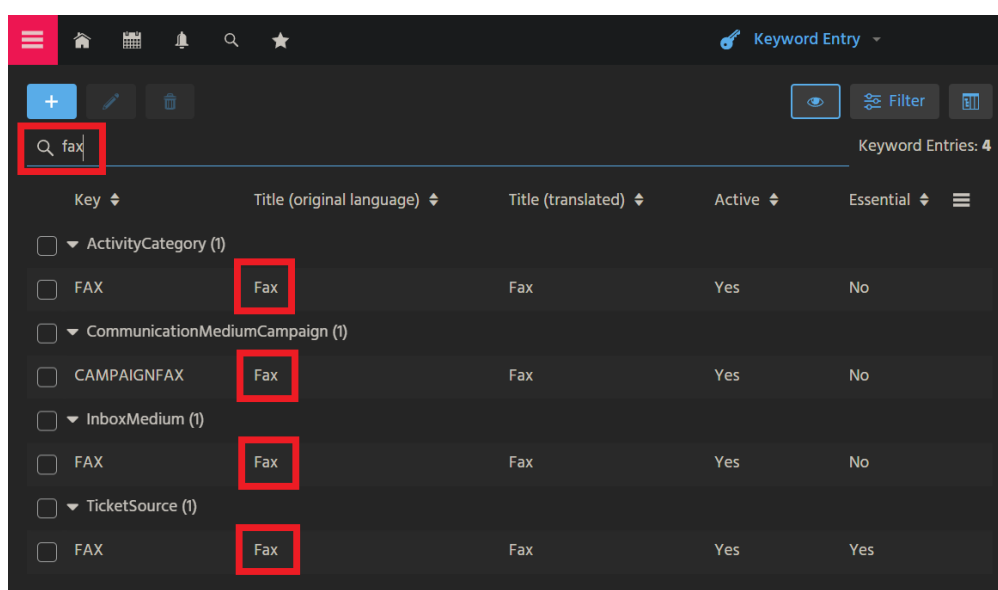 Keyword Entry
+
Filter
fax
Keyword Entries: 4
Key Title (original language) Title (translated) Active Essential
ActivityCategory (1)
FAX Fax Fax Yes No
CommunicationMediumCampaign (1)
CAMPAIGNFAX Fax Fax Yes No
InboxMedium (1)
FAX Fax Fax Yes No
TicketSource (1)
FAX Fax Fax Yes Yes